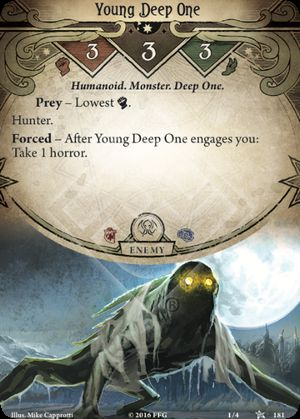 Young Deep One
3 3 3
Humanoid. Monster. Deep One.
Prey – Lowest .
Hunter.
Forced – After Young Deep One engages you:
Take 1 horror.
ENEMY
Illus. Mike Capprotti © 2016 FFG 1/4 181